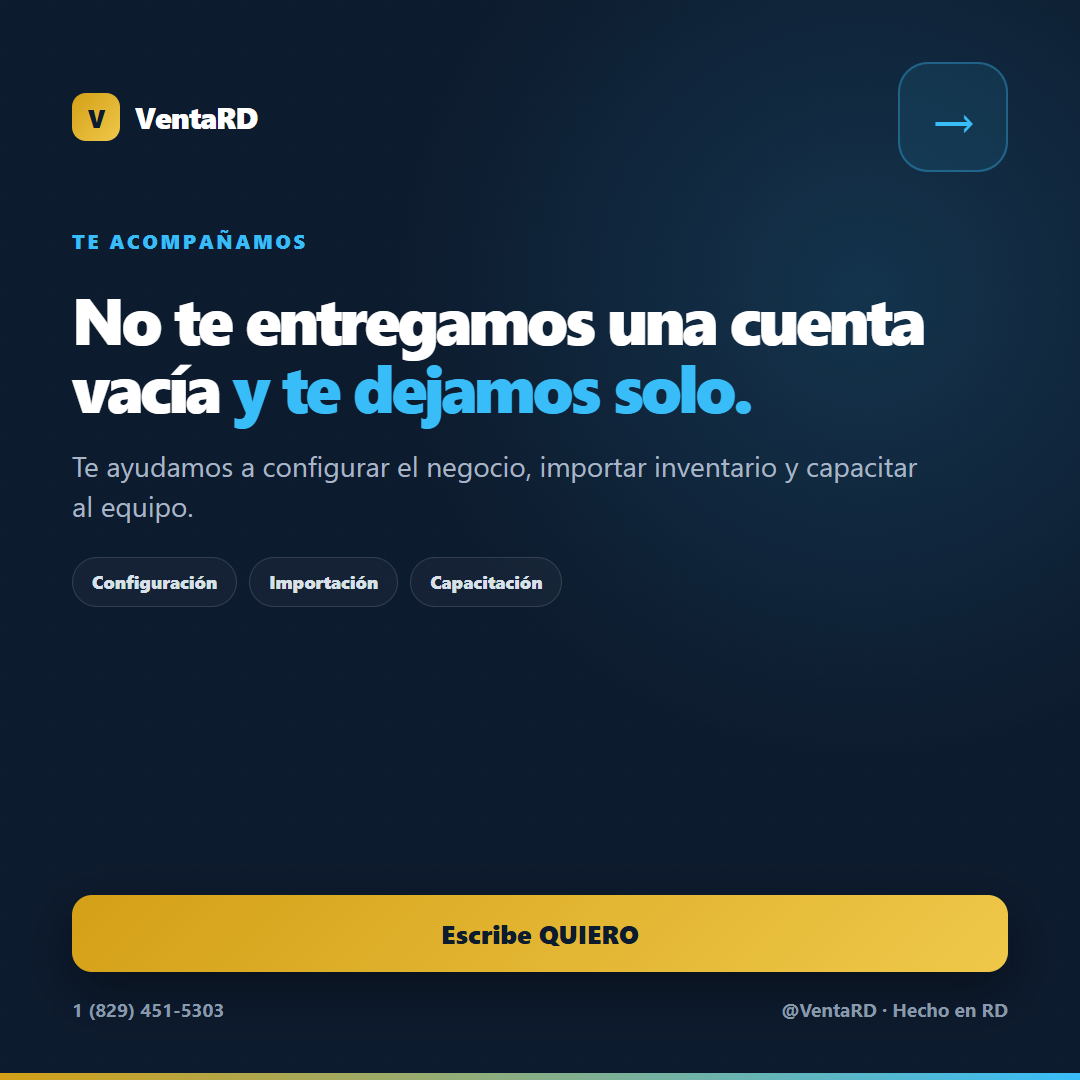 V VentaRD
→
TE ACOMPAÑAMOS
No te entregamos una cuenta
vacía y te dejamos solo.
Te ayudamos a configurar el negocio, importar inventario y capacitar
al equipo.
Configuración Importación Capacitación
Escribe QUIERO
1 (829) 451-5303 @VentaRD · Hecho en RD